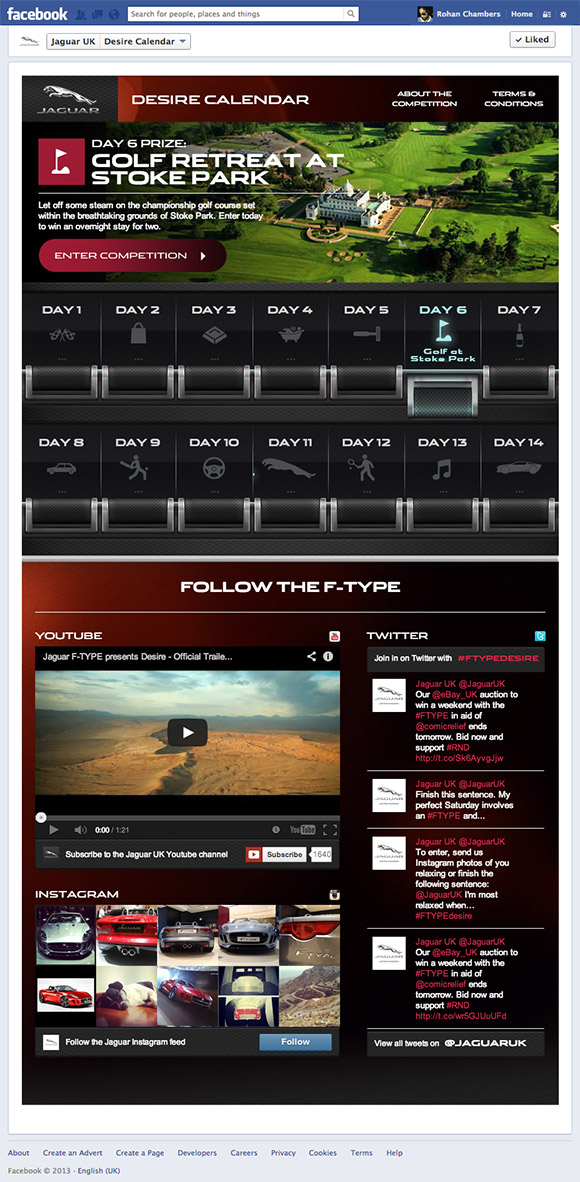 facebook
Search for people, places and things
Rohan Chambers
Home
Jaguar UK
Desire Calendar
Liked
JAGUAR
DESIRE CALENDAR
ABOUT THE
COMPETITION
TERMS &
CONDITIONS
DAY 6 PRIZE:
GOLF RETREAT AT
STOKE PARK
Let off some steam on the championship golf course set
within the breathtaking grounds of Stoke Park. Enter today
to win an overnight stay for two.
ENTER COMPETITION
DAY 1
DAY 2
DAY 3
DAY 4
DAY 5
DAY 6
DAY 7
...
...
...
...
...
Golf at
Stoke Park
...
DAY 8
DAY 9
DAY 10
DAY 11
DAY 12
DAY 13
DAY 14
...
...
...
...
...
...
...
FOLLOW THE F-TYPE
YOUTUBE
Jaguar F-TYPE presents Desire - Official Traile...
0:00 / 1:21
YouTube
Subscribe to the Jaguar UK Youtube channel
Subscribe
1640
INSTAGRAM
Follow the Jaguar Instagram feed
Follow
TWITTER
Join in on Twitter with #FTYPEDESIRE
Jaguar UK @JaguarUK
Our @eBay_UK auction to
win a weekend with the
#FTYPE in aid of
@comicrelief ends
tomorrow. Bid now and
support #RND
http://t.co/Sk6AyvgJjw
Jaguar UK @JaguarUK
Finish this sentence. My
perfect Saturday involves
an #FTYPE and...
Jaguar UK @JaguarUK
To enter, send us
Instagram photos of you
relaxing or finish the
following sentence:
@JaguarUK I'm most
relaxed when...
#FTYPEdesire
Jaguar UK @JaguarUK
Our @eBay_UK auction to
win a weekend with the
#FTYPE in aid of
@comicrelief ends
tomorrow. Bid now and
support #RND
http://t.co/wr5GJUuUFd
View all tweets on @JAGUARUK
About
Create an Advert
Create a Page
Developers
Careers
Privacy
Cookies
Terms
Help
Facebook © 2013 · English (UK)